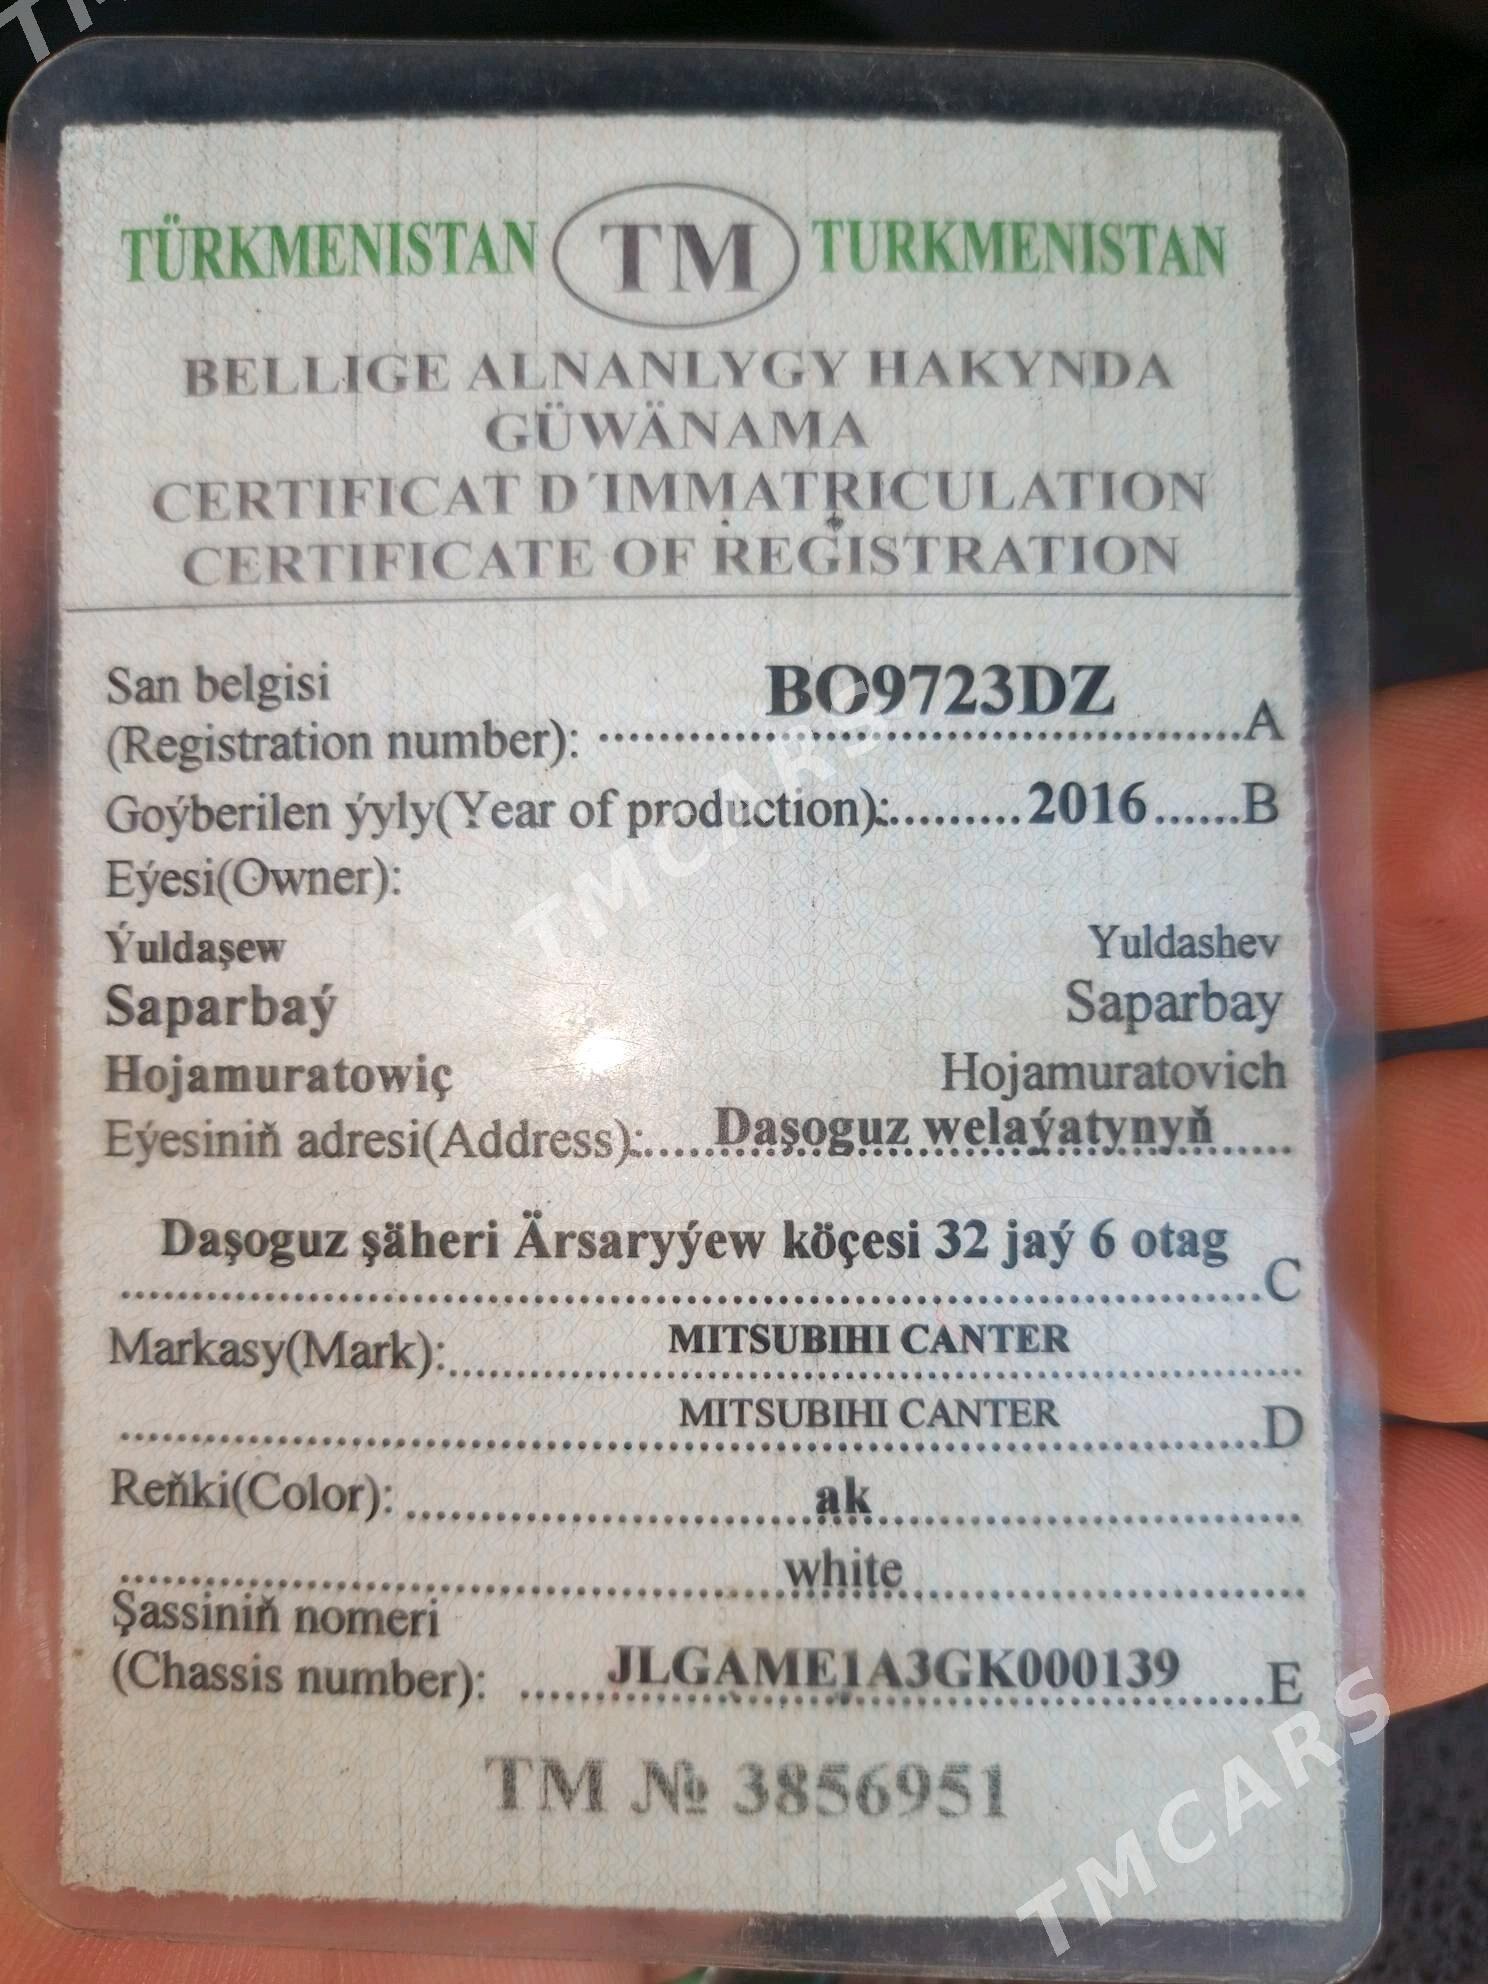 TÜRKMENISTAN TM TURKMENISTAN
BELLIGE ALNANLYGY HAKYNDA
GÜWÄNAMA
CERTIFICAT D´IMMATRICULATION
CERTIFICATE OF REGISTRATION
San belgisi
(Registration number): BO9723DZ A
Goýberilen ýyly(Year of production): 2016 B
Eýesi(Owner):
Ýuldaşew Yuldashev
Saparbaý Saparbay
Hojamuratowiç Hojamuratovich
Eýesiniň adresi(Address): Daşoguz welaýatynyň
Daşoguz şäheri Ärsaryýew köçesi 32 jaý 6 otag C
Markasy(Mark): MITSUBIHI CANTER
MITSUBIHI CANTER D
Reňki(Color): ak
white
Şassiniň nomeri
(Chassis number): JLGAME1A3GK000139 E
TM № 3856951
TMCARS
TMCARS